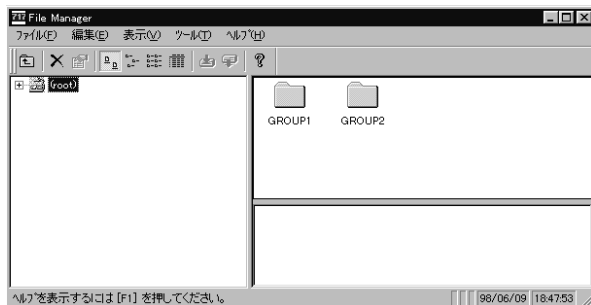 File Manager
ﾌｧｲﾙ(F) 編集(E) 表示(V) ﾂｰﾙ(T) ﾍﾙﾌﾟ(H)
(root)
GROUP1 GROUP2
ﾍﾙﾌﾟを表示するには [F1] を押してください。 98/06/09 18:47:53